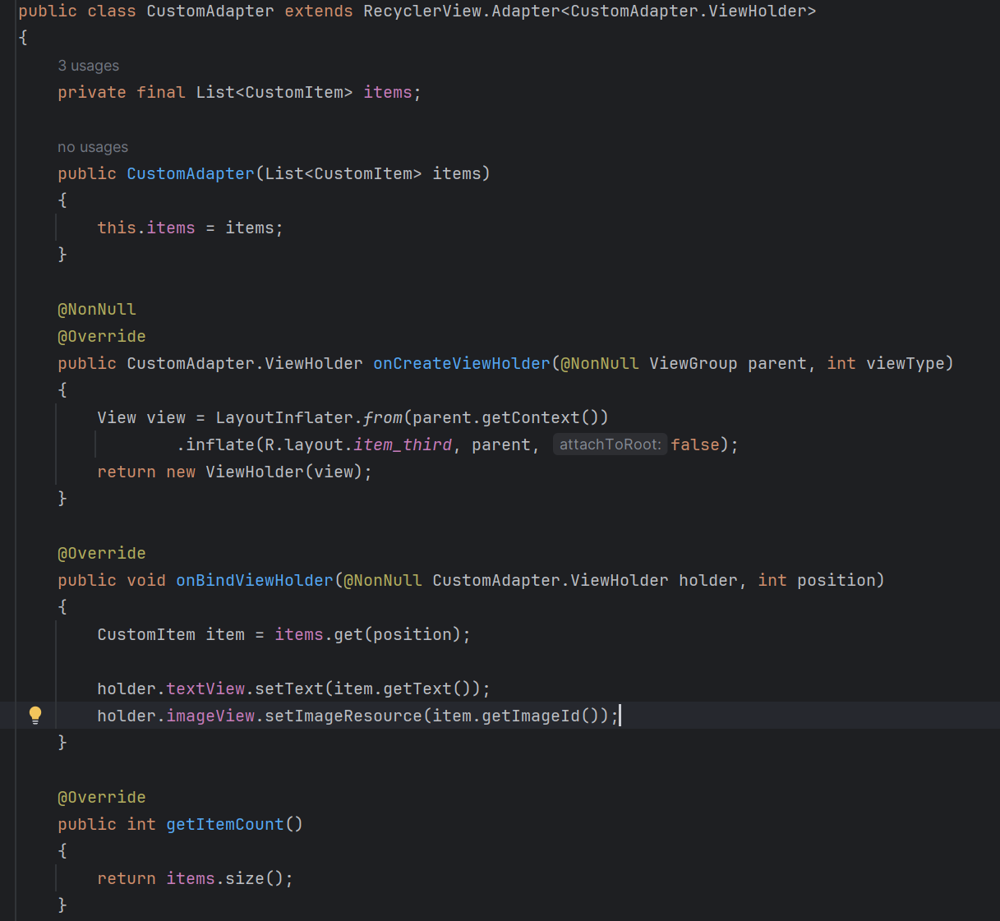 public class CustomAdapter extends RecyclerView.Adapter<CustomAdapter.ViewHolder>
{
3 usages
private final List<CustomItem> items;
no usages
public CustomAdapter(List<CustomItem> items)
{
this.items = items;
}
@NonNull
@Override
public CustomAdapter.ViewHolder onCreateViewHolder(@NonNull ViewGroup parent, int viewType)
{
View view = LayoutInflater.from(parent.getContext())
.inflate(R.layout.item_third, parent, attachToRoot: false);
return new ViewHolder(view);
}
@Override
public void onBindViewHolder(@NonNull CustomAdapter.ViewHolder holder, int position)
{
CustomItem item = items.get(position);
holder.textView.setText(item.getText());
holder.imageView.setImageResource(item.getImageId());
}
@Override
public int getItemCount()
{
return items.size();
}